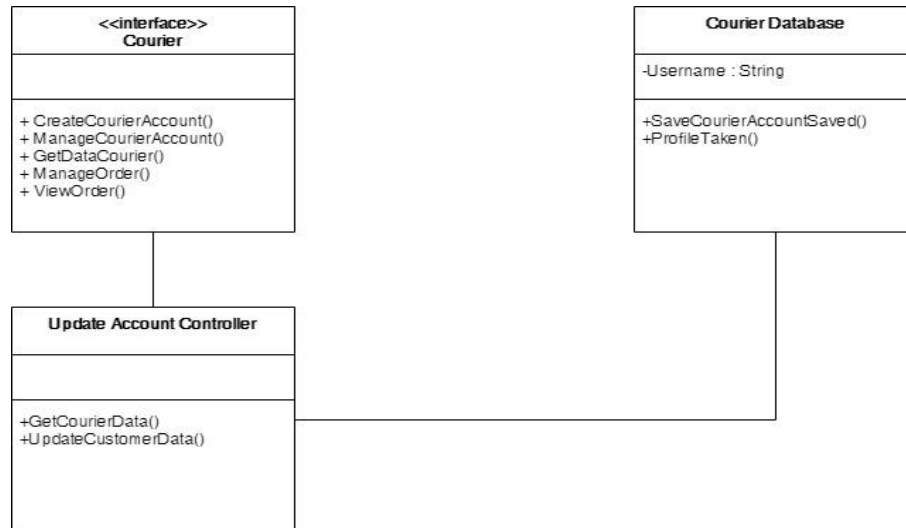 <<interface>>
Courier
+ CreateCourierAccount()
+ ManageCourierAccount()
+ GetDataCourier()
+ ManageOrder()
+ ViewOrder()
Courier Database
-Username : String
+SaveCourierAccountSaved()
+ProfileTaken()
Update Account Controller
+GetCourierData()
+UpdateCustomerData()